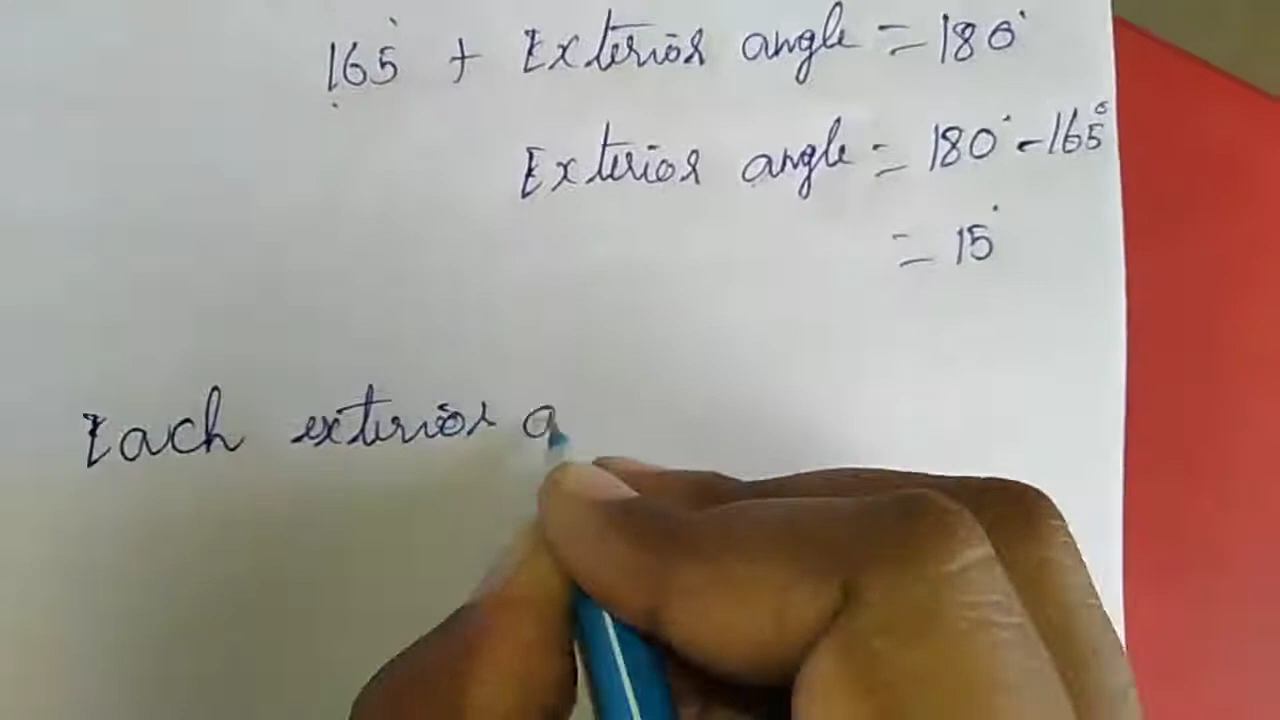 165° + Exterior angle = 180°
Exterior angle = 180° - 165°
= 15°
Each exterior a